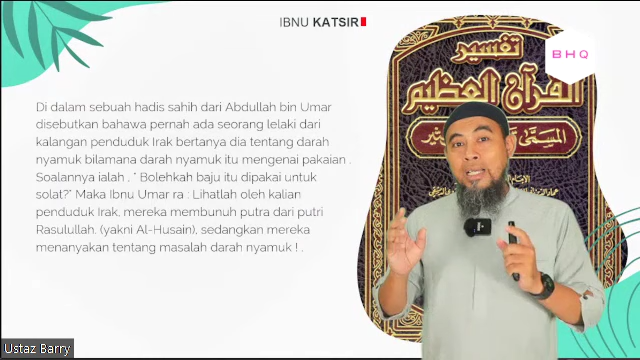 IBNU KATSIR
BHQ
تفسير
القرآن العظيم
Di dalam sebuah hadis sahih dari Abdullah bin Umar
disebutkan bahawa pernah ada seorang lelaki dari
kalangan penduduk Irak bertanya dia tentang darah
nyamuk bilamana darah nyamuk itu mengenai pakaian .
Soalannya ialah , " Bolehkah baju itu dipakai untuk
solat?" Maka Ibnu Umar ra : Lihatlah oleh kalian
penduduk Irak, mereka membunuh putra dari putri
Rasulullah. (yakni Al-Husain), sedangkan mereka
menanyakan tentang masalah darah nyamuk ! .
Ustaz Barry